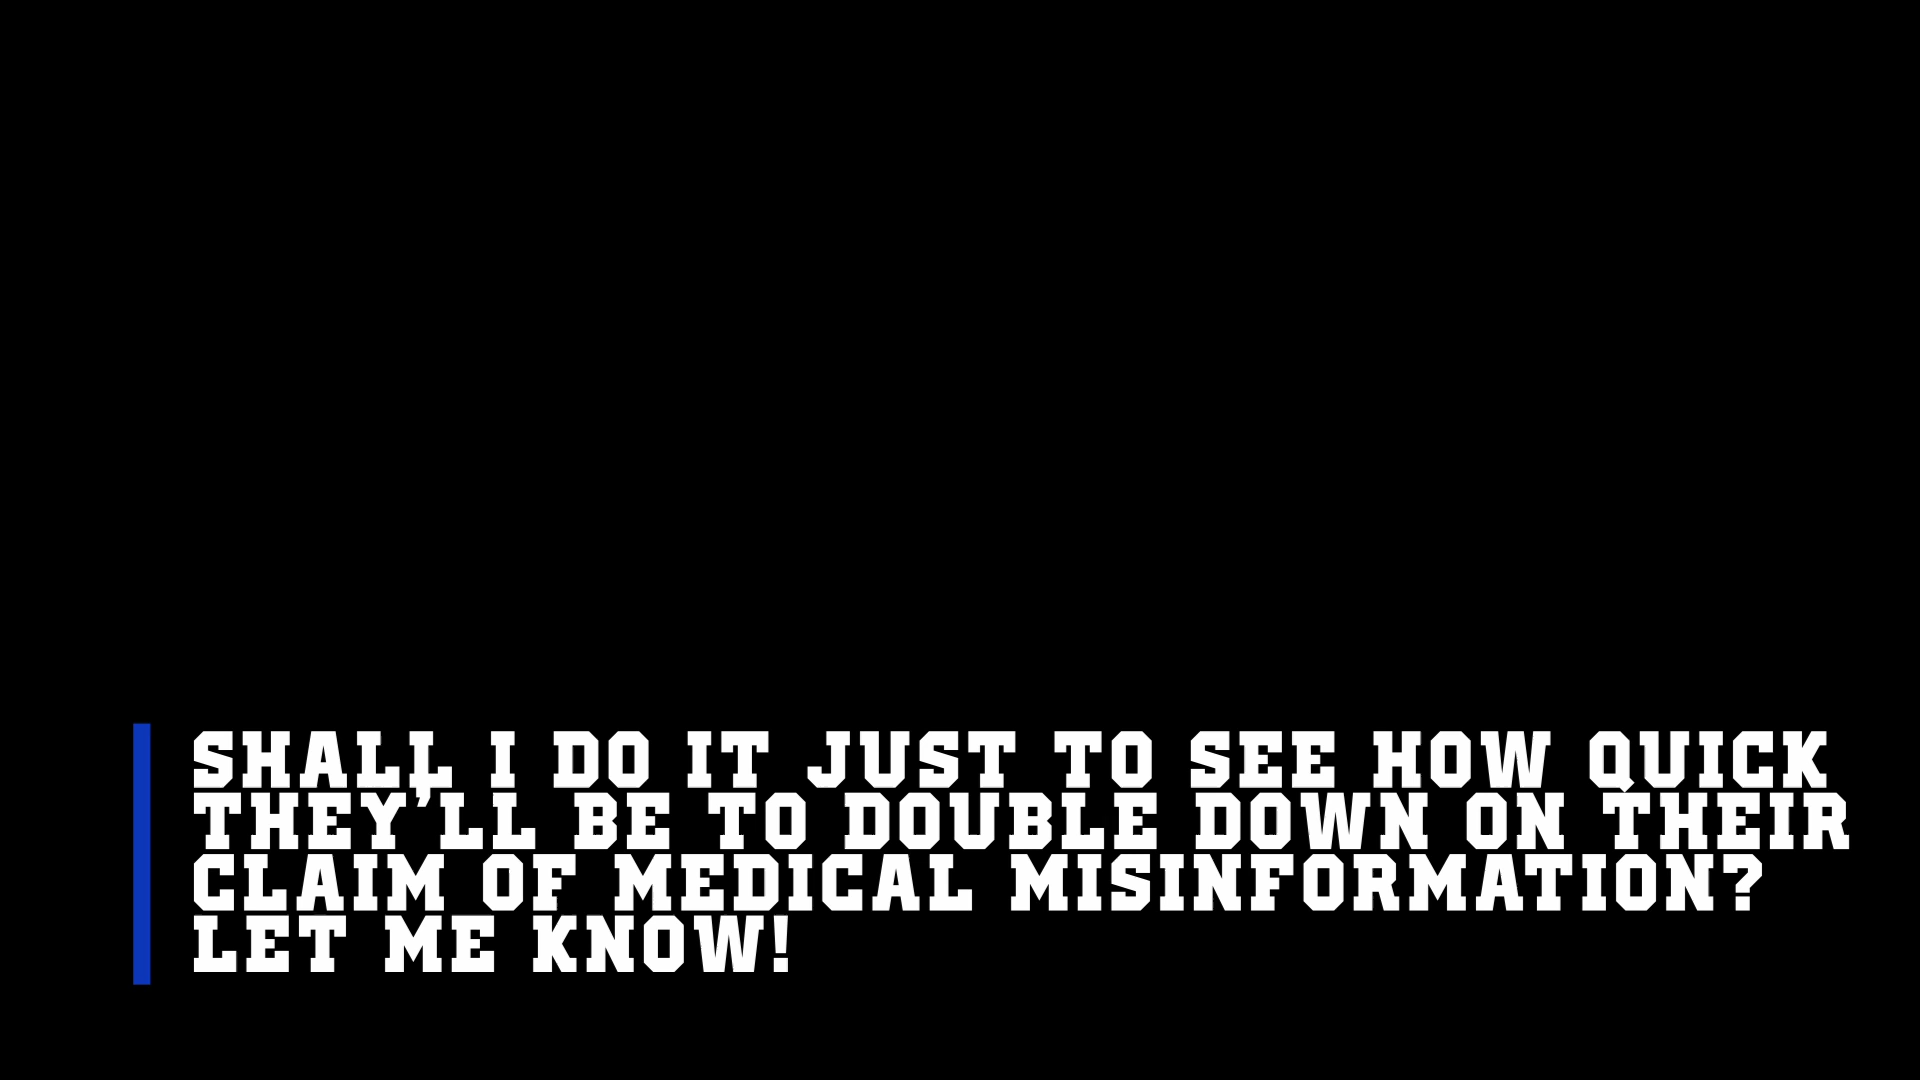 SHALL I DO IT JUST TO SEE HOW QUICK
THEY'LL BE TO DOUBLE DOWN ON THEIR
CLAIM OF MEDICAL MISINFORMATION?
LET ME KNOW!